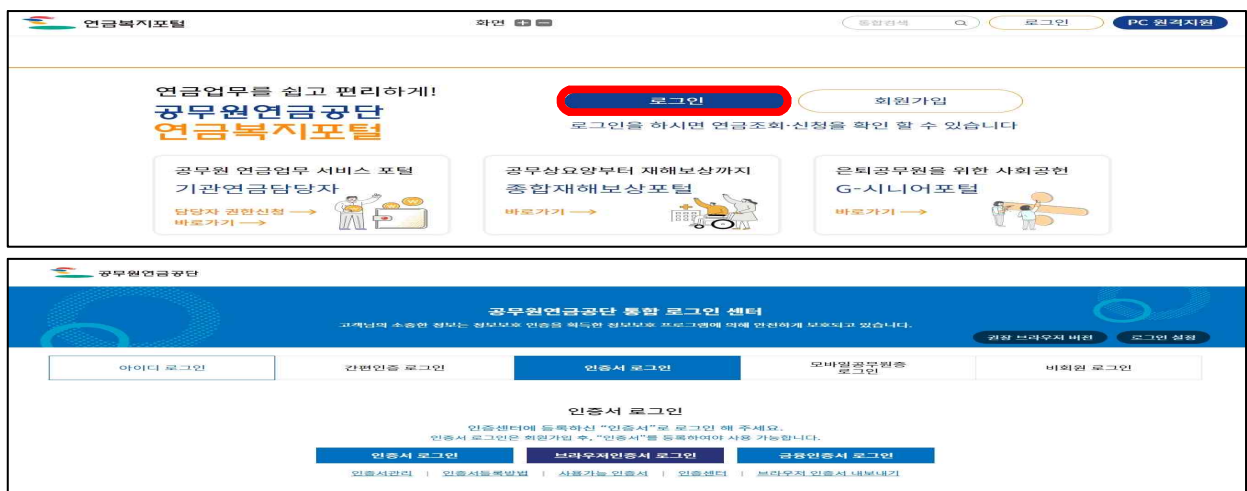 연금복지포털
화면 + -
통합검색
로그인
PC 원격지원
연금업무를 쉽고 편리하게!
공무원연금공단
연금복지포털
로그인
회원가입
로그인을 하시면 연금조회·신청을 확인 할 수 있습니다
공무원 연금업무 서비스 포털
기관연금담당자
담당자 권한신청 →
바로가기 →
공무상요양부터 재해보상까지
종합재해보상포털
바로가기 →
은퇴공무원을 위한 사회공헌
G-시니어포털
바로가기 →
공무원연금공단
공무원연금공단 통합 로그인 센터
고객님의 소중한 정보는 정보보호 인증을 획득한 정보보호 프로그램에 의해 안전하게 보호되고 있습니다.
권장 브라우저 버전
로그인 설정
아이디 로그인
간편인증 로그인
인증서 로그인
모바일공무원증
로그인
비회원 로그인
인증서 로그인
인증센터에 등록하신 "인증서"로 로그인 해 주세요.
인증서 로그인은 회원가입 후, "인증서"를 등록하여야 사용 가능합니다.
인증서 로그인
브라우저인증서 로그인
금융인증서 로그인
인증서관리 | 인증서등록방법 | 사용가능 인증서 | 인증센터 | 브라우저 인증서 내보내기